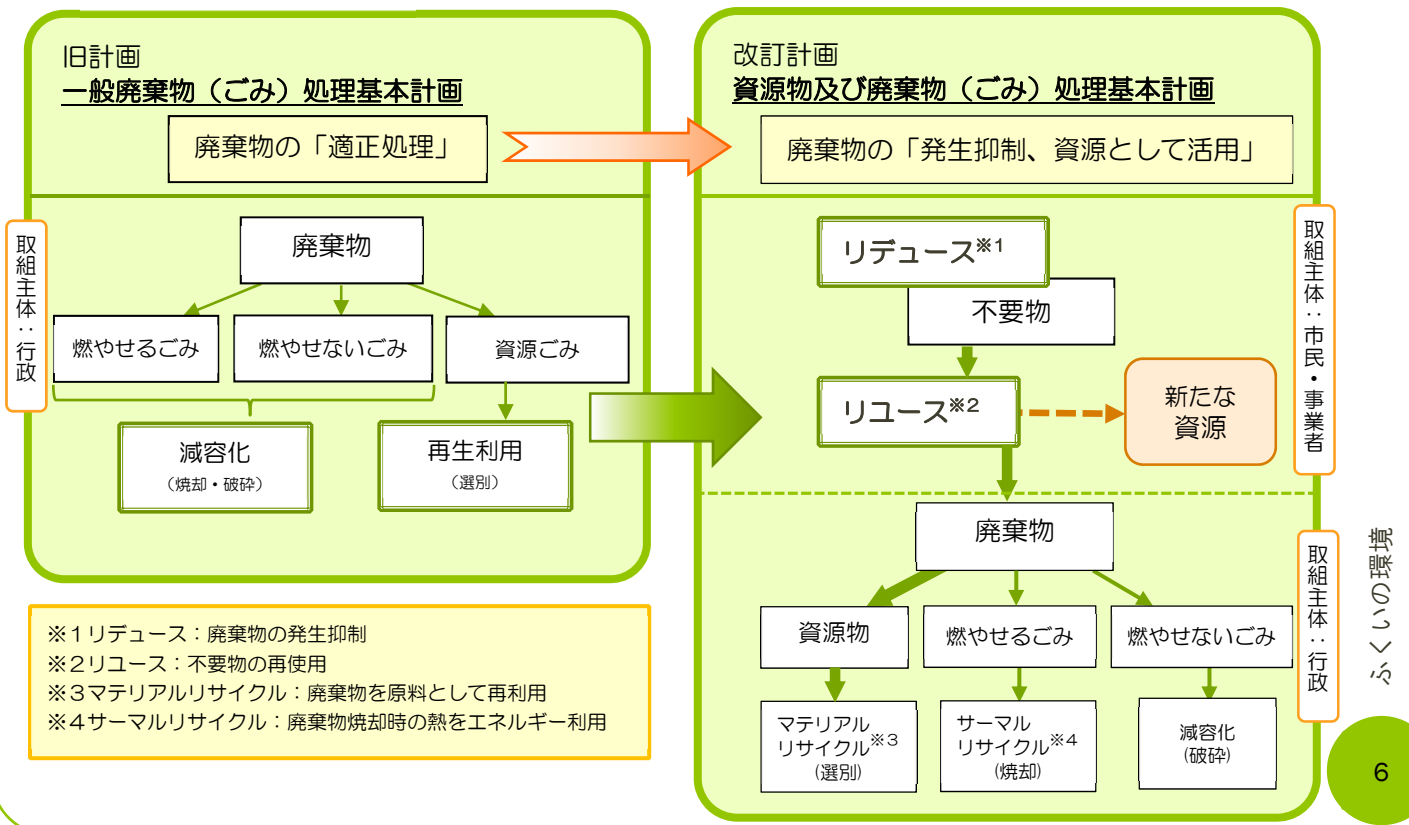 旧計画
一般廃棄物（ごみ）処理基本計画
廃棄物の「適正処理」
取組主体：行政
廃棄物
燃やせるごみ
燃やせないごみ
資源ごみ
減容化
（焼却・破砕）
再生利用
（選別）
改訂計画
資源物及び廃棄物（ごみ）処理基本計画
廃棄物の「発生抑制、資源として活用」
取組主体：市民・事業者
リデュース※1
不要物
リユース※2
新たな
資源
取組主体：行政
廃棄物
資源物
燃やせるごみ
燃やせないごみ
マテリアル
リサイクル※3
(選別)
サーマル
リサイクル※4
(焼却)
減容化
(破砕)
※１リデュース：廃棄物の発生抑制
※２リユース：不要物の再使用
※３マテリアルリサイクル：廃棄物を原料として再利用
※４サーマルリサイクル：廃棄物焼却時の熱をエネルギー利用
ふくいの環境
6